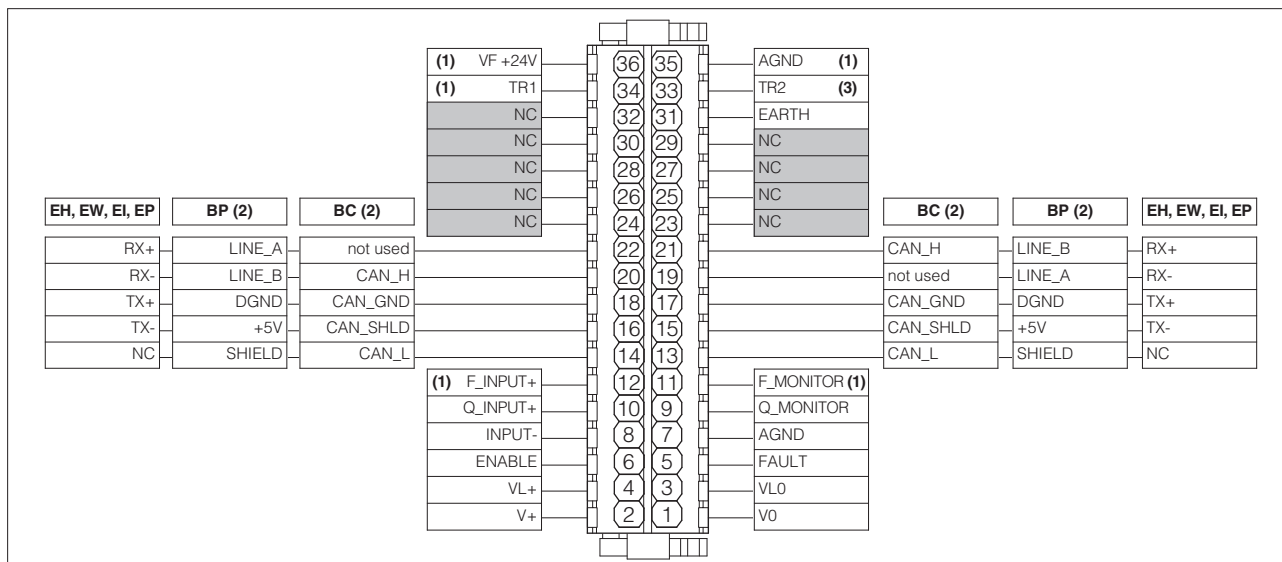 (1) VF +24V 36 35 AGND (1)
(1) TR1 34 33 TR2 (3)
NC 32 31 EARTH
NC 30 29 NC
NC 28 27 NC
NC 26 25 NC
NC 24 23 NC
EH, EW, EI, EP BP (2) BC (2) BC (2) BP (2) EH, EW, EI, EP
RX+ LINE_A not used 22 21 CAN_H LINE_B RX+
RX- LINE_B CAN_H 20 19 not used LINE_A RX-
TX+ DGND CAN_GND 18 17 CAN_GND DGND TX+
TX- +5V CAN_SHLD 16 15 CAN_SHLD +5V TX-
NC SHIELD CAN_L 14 13 CAN_L SHIELD NC
(1) F_INPUT+ 12 11 F_MONITOR (1)
Q_INPUT+ 10 9 Q_MONITOR
INPUT- 8 7 AGND
ENABLE 6 5 FAULT
VL+ 4 3 VL0
V+ 2 1 V0